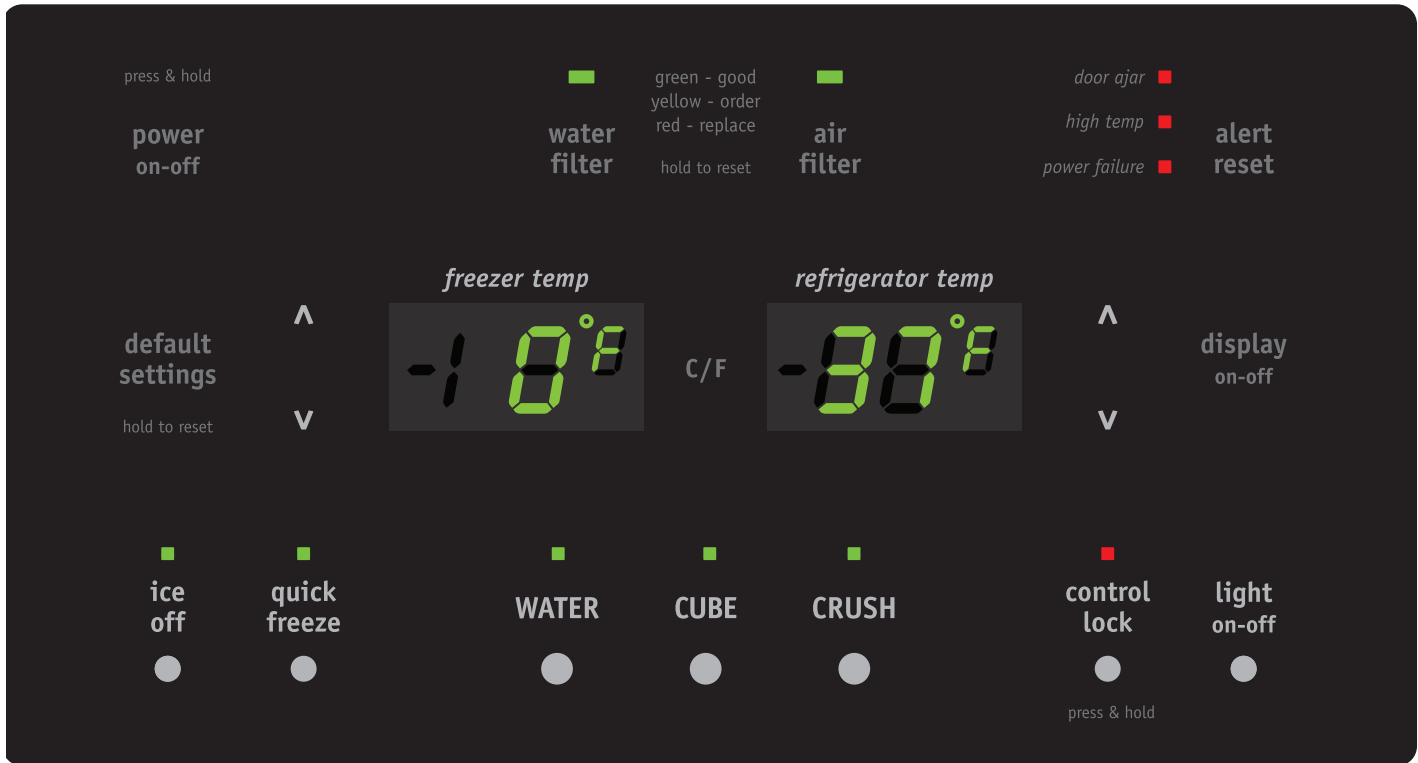 press & hold
power
on-off
water
filter
green - good
yellow - order
red - replace
hold to reset
air
filter
door ajar
high temp
power failure
alert
reset
default
settings
hold to reset
freezer temp
0°F
C/F
refrigerator temp
37°F
display
on-off
ice
off
quick
freeze
WATER
CUBE
CRUSH
control
lock
press & hold
light
on-off